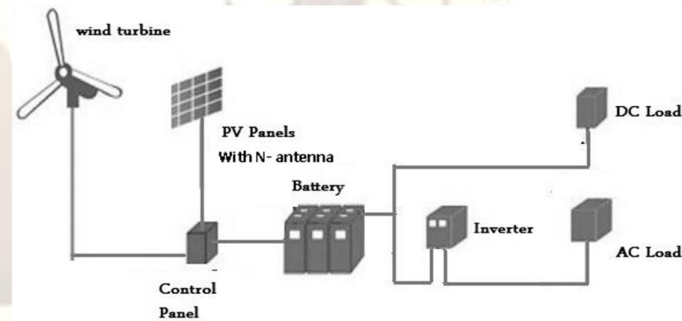 wind turbine
PV Panels
With N- antenna
Battery
DC Load
Inverter
AC Load
Control
Panel